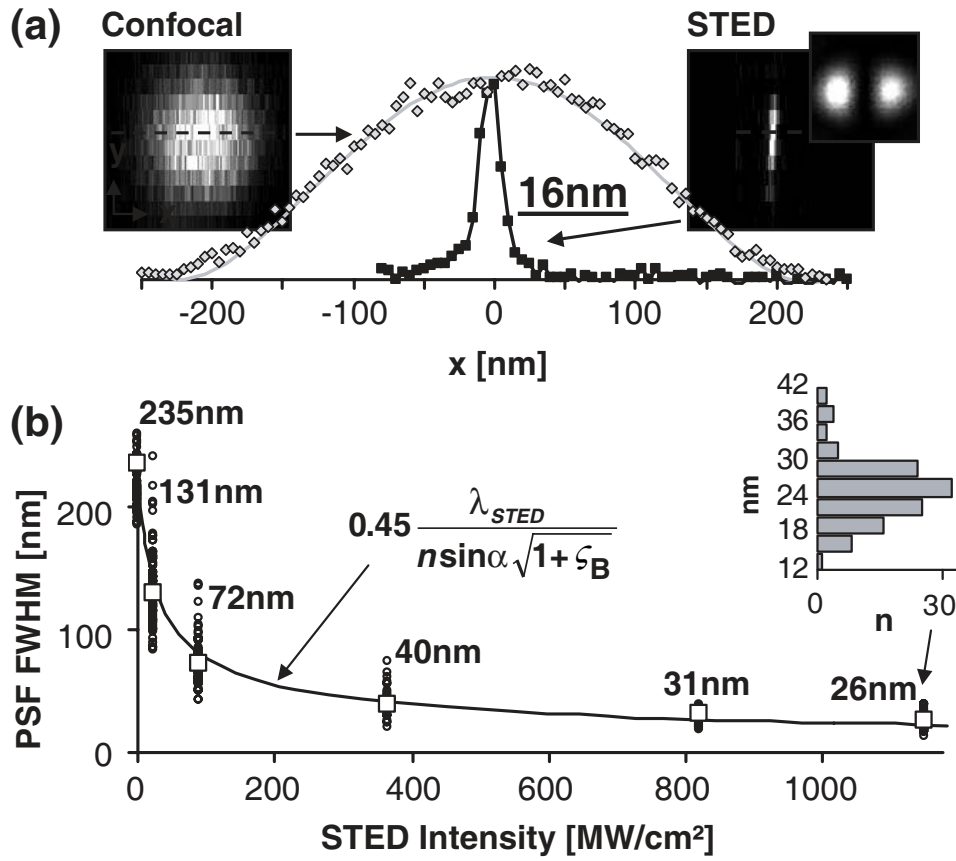 (a)
Confocal
STED
y
x
16nm
-200 -100 0 100 200
x [nm]
(b)
235nm
131nm
72nm
40nm
31nm
26nm
0.45 λ_STED / n sinα √1+ ς_B
PSF FWHM [nm]
200
100
0
0 200 400 600 800 1000
STED Intensity [MW/cm²]
42
36
30
24
18
12
nm
0 30
n